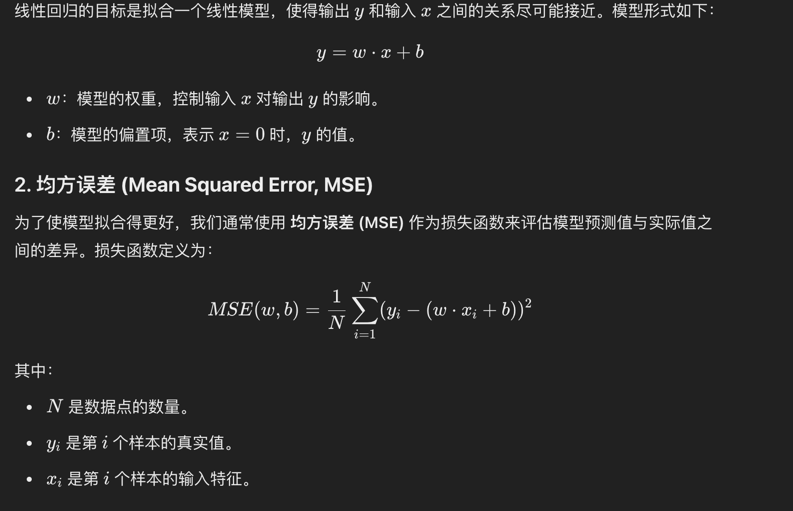 线性回归的目标是拟合一个线性模型，使得输出 y 和输入 x 之间的关系尽可能接近。模型形式如下：
y = w · x + b
• w：模型的权重，控制输入 x 对输出 y 的影响。
• b：模型的偏置项，表示 x = 0 时，y 的值。
2. 均方误差 (Mean Squared Error, MSE)
为了使模型拟合得更好，我们通常使用 均方误差 (MSE) 作为损失函数来评估模型预测值与实际值之
间的差异。损失函数定义为：
MSE(w, b) = \frac{1}{N} \sum_{i=1}^{N} (y_i − (w · x_i + b))^2
其中：
• N 是数据点的数量。
• y_i 是第 i 个样本的真实值。
• x_i 是第 i 个样本的输入特征。